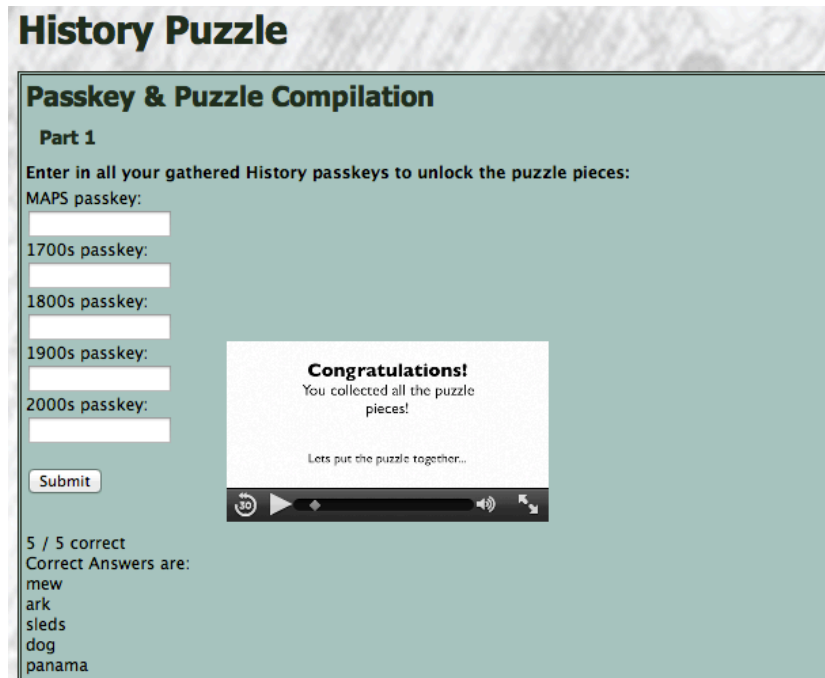 History Puzzle
Passkey & Puzzle Compilation
Part 1
Enter in all your gathered History passkeys to unlock the puzzle pieces:
MAPS passkey:
1700s passkey:
1800s passkey:
1900s passkey:
2000s passkey:
Submit
Congratulations!
You collected all the puzzle
pieces!
Lets put the puzzle together...
30
5 / 5 correct
Correct Answers are:
mew
ark
sleds
dog
panama